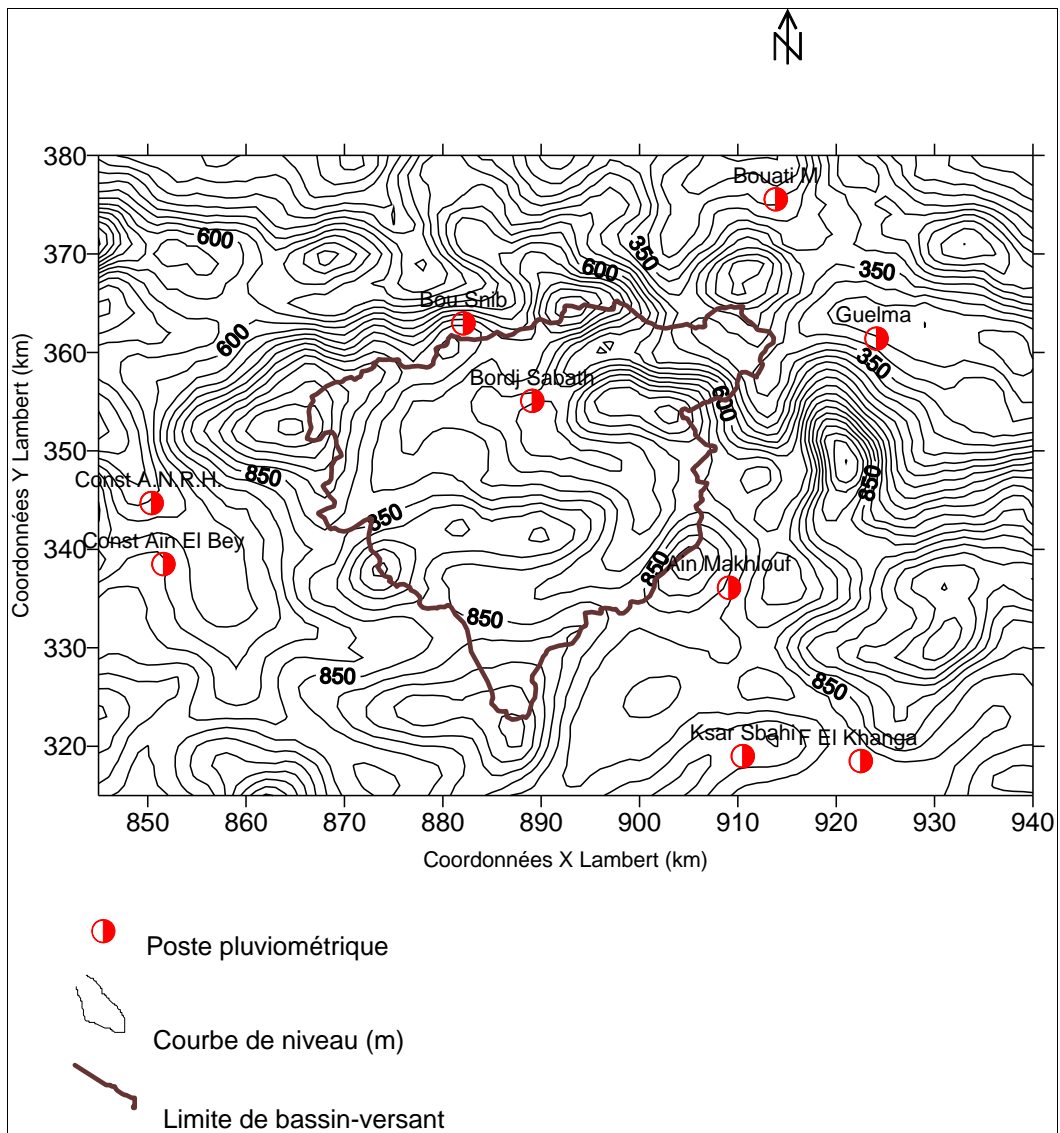 N
380
370
360
350
340
330
320
Coordonnées Y Lambert (km)
850
860
870
880
890
900
910
920
930
940
Coordonnées X Lambert (km)
Bouati M
600
350
600
350
Bou Snib
Guelma
600
350
Bordj Sabath
600
850
Const A.N.R.H.
850
850
Const Ain El Bey
850
Ain Makhlouf
850
850
850
Ksar Sbahi
F El Khanga
Poste pluviométrique
Courbe de niveau (m)
Limite de bassin-versant